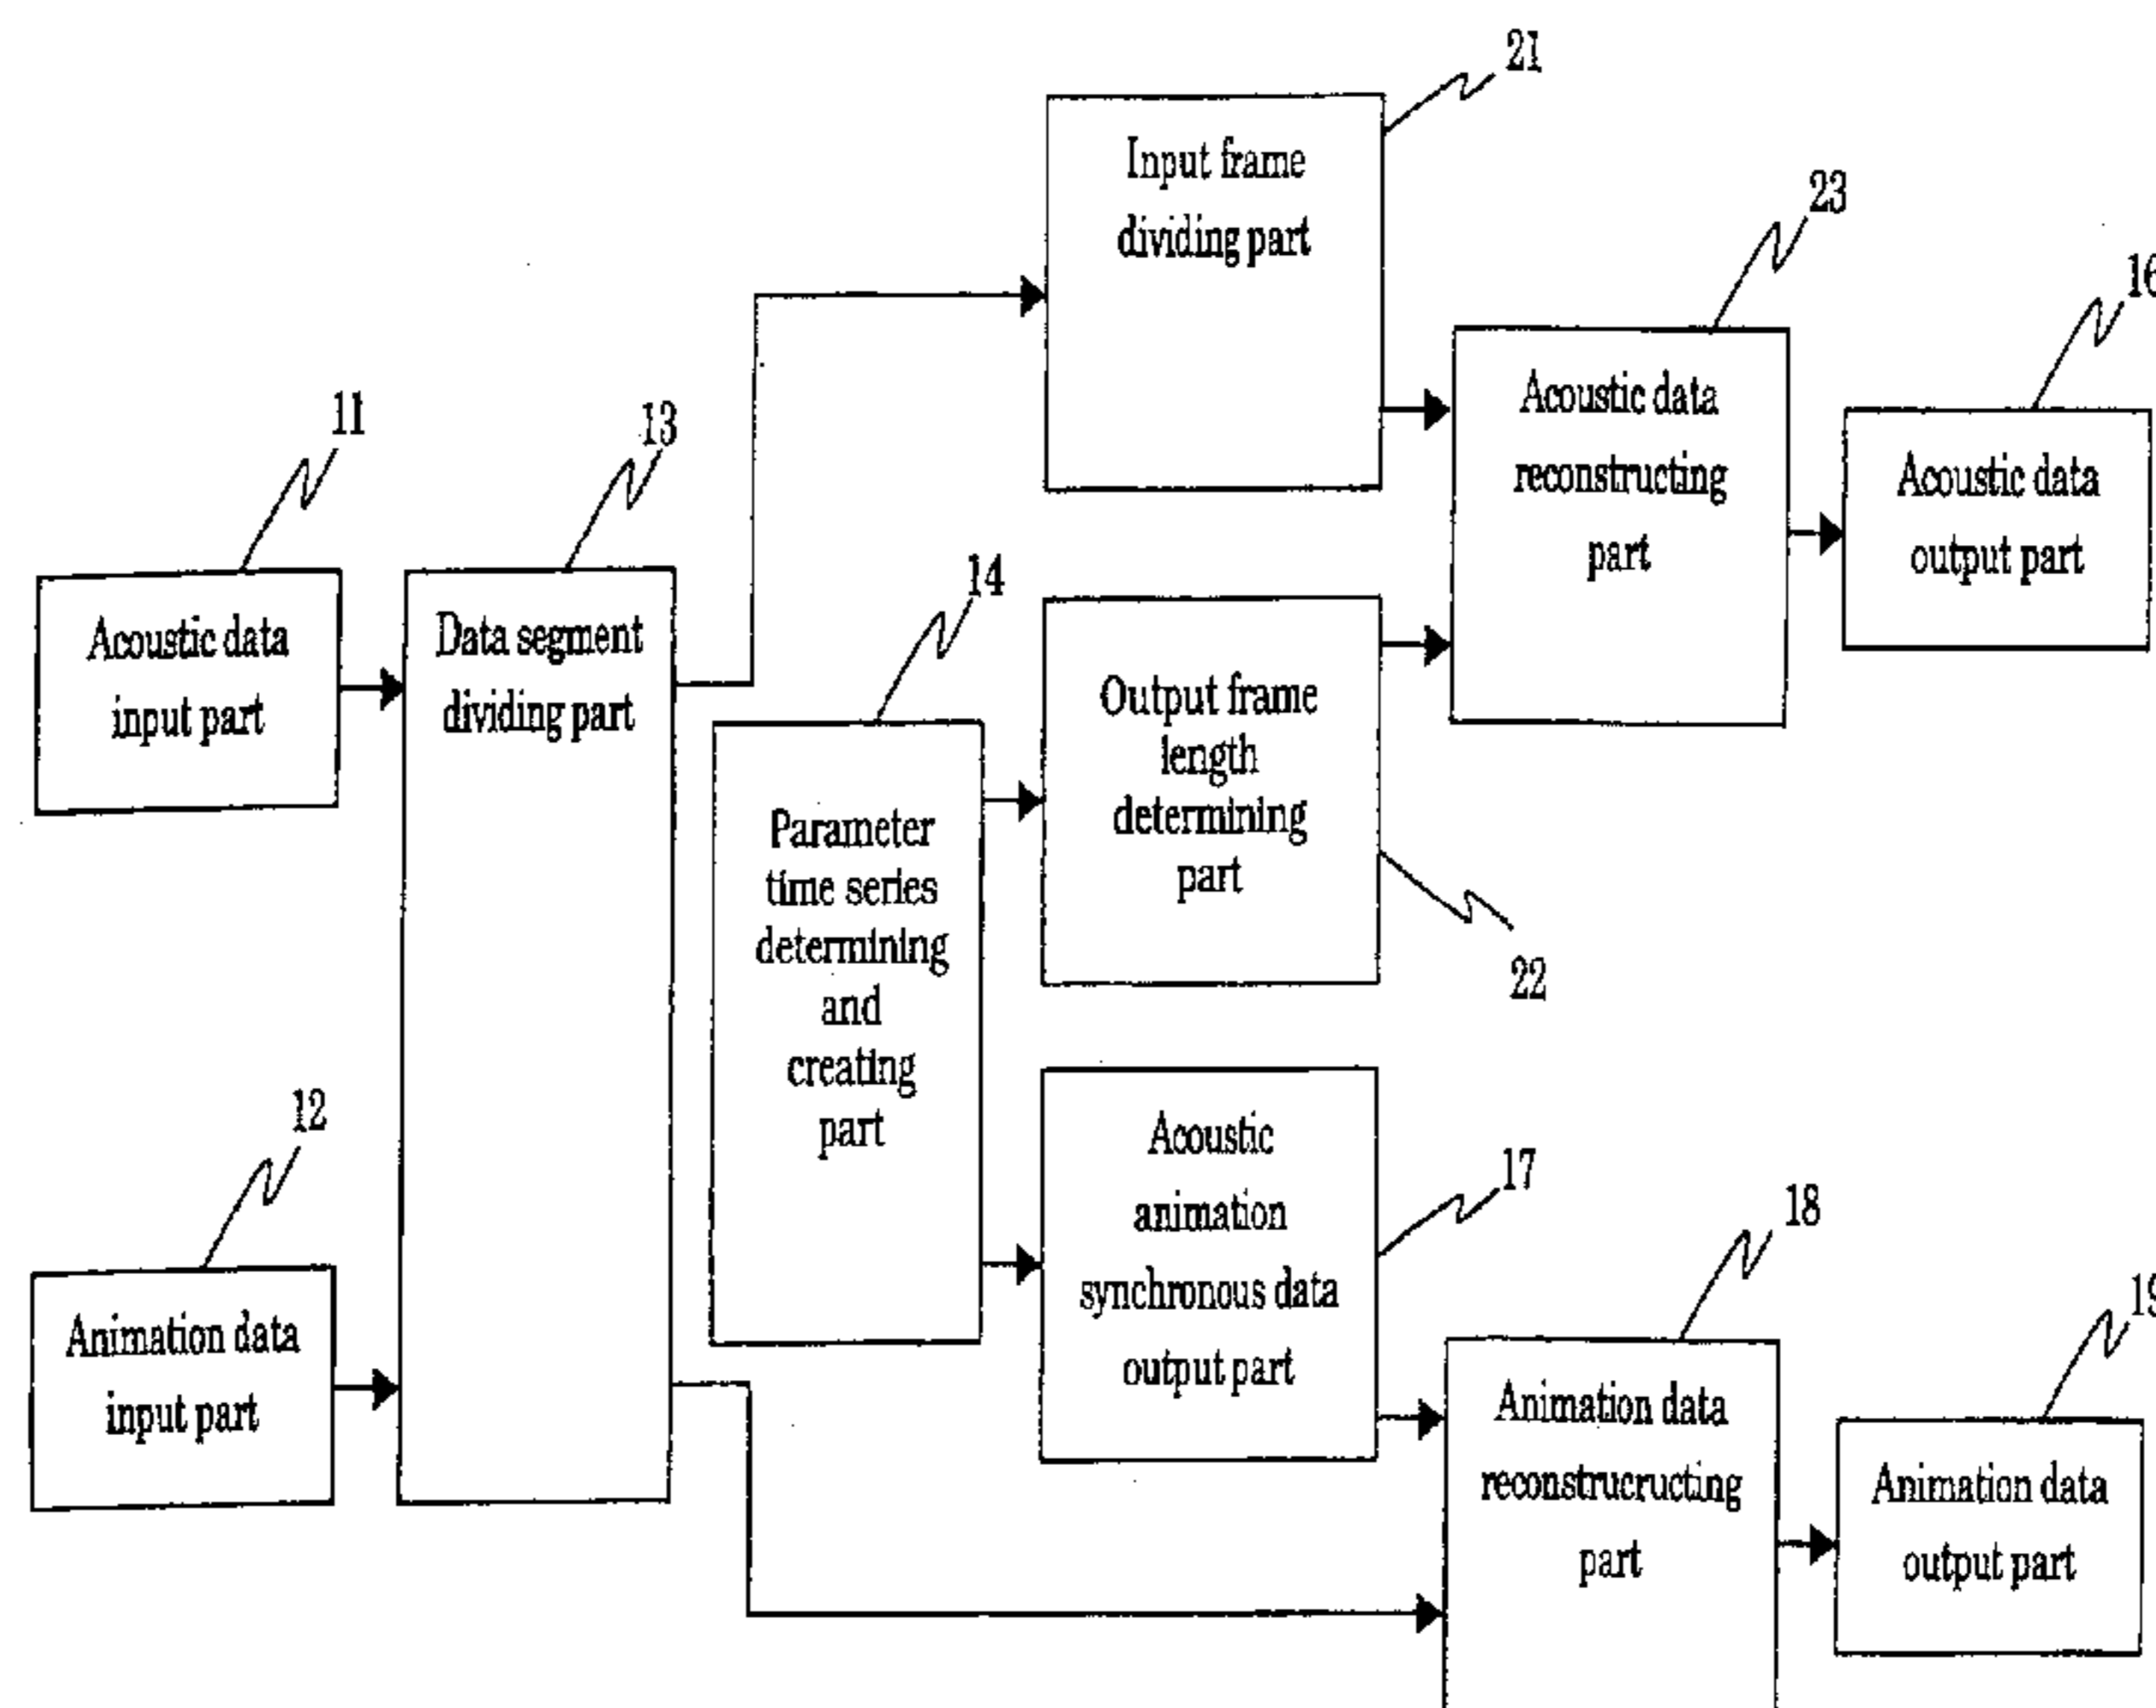 21
Input frame
dividing part
23
16
11
13
Acoustic data
reconstructing
part
Acoustic data
output part
14
Acoustic data
input part
Data segment
dividing part
Output frame
length
determining
part
22
Parameter
time series
determining
and
creating
part
12
Acoustic
animation
synchronous data
output part
17
18
19
Animation data
input part
Animation data
reconstrucructing
part
Animation data
output part